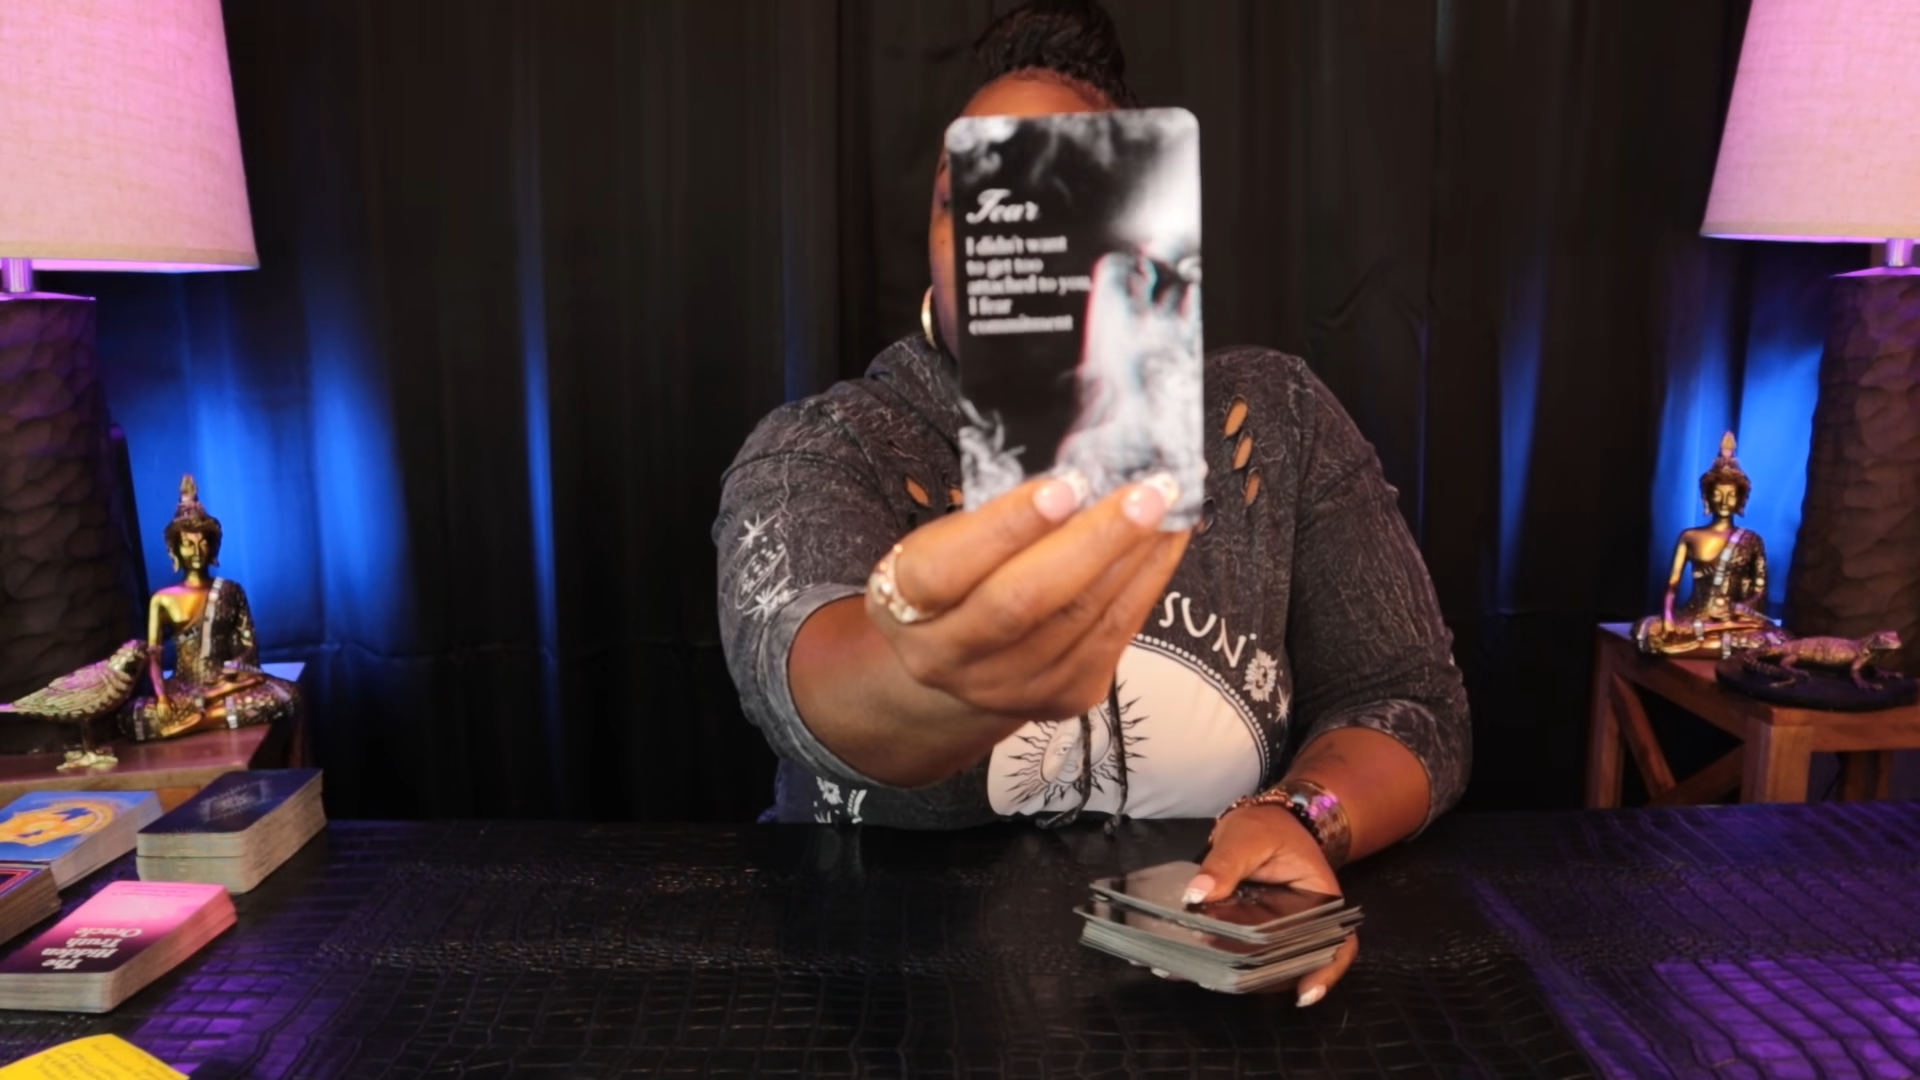 Fear
I didn't want
to get too
attached to you,
I fear
commitment
SUN
The
Hidden
Truth
Oracle